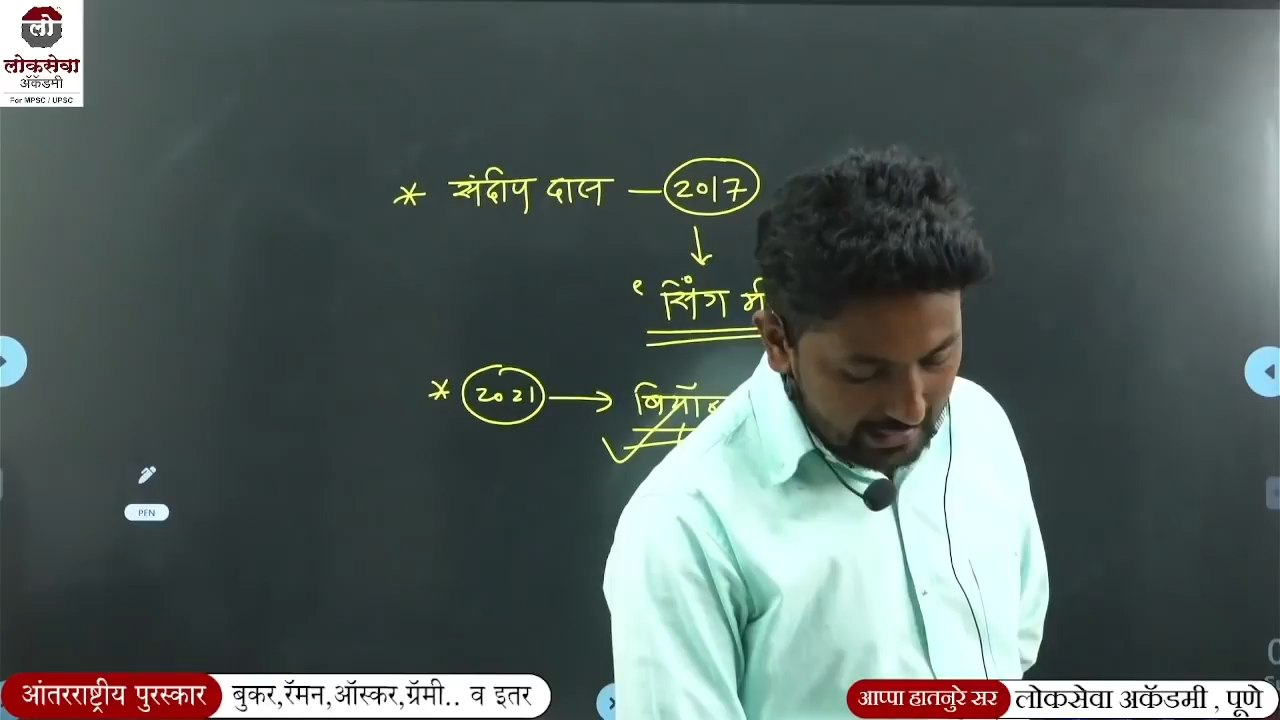 लो
लोकसेवा
अ‍ॅकॅडमी
For MPSC / UPSC
* संदीप दास — 2017
सिंग
* 2021 →
PEN
आंतरराष्ट्रीय पुरस्कार बुकर,रॅमन,ऑस्कर,ग्रॅमी.. व इतर
आप्पा हातनुरे सर लोकसेवा अकॅडमी , पूणे